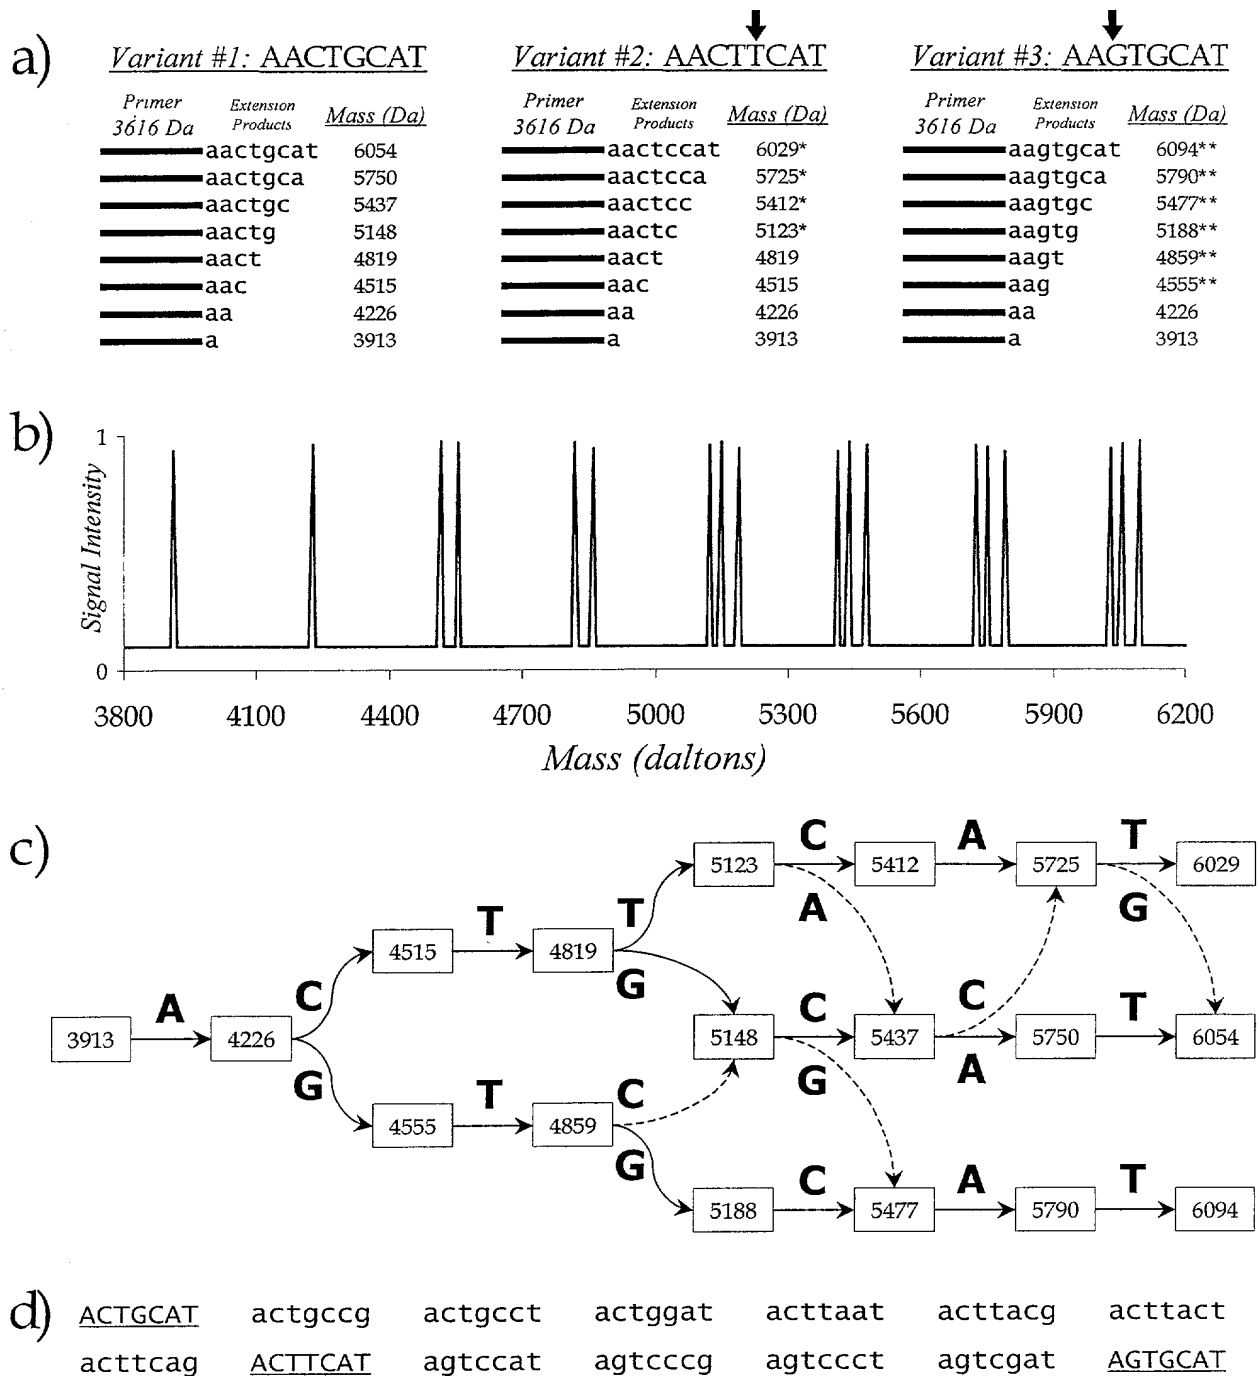 a)
Variant #1: AACTGCAT
Variant #2: AACTTCAT
Variant #3: AAGTGCAT
Primer 3616 Da Extension Products Mass (Da)
Primer 3616 Da Extension Products Mass (Da)
Primer 3616 Da Extension Products Mass (Da)
aactgcat 6054 aactccat 6029* aagtgcat 6094**
aactgca 5750 aactcca 5725* aagtgca 5790**
aactgc 5437 aactcc 5412* aagtgc 5477**
aactg 5148 aactc 5123* aagtg 5188**
aact 4819 aact 4819 aagt 4859**
aac 4515 aac 4515 aag 4555**
aa 4226 aa 4226 aa 4226
a 3913 a 3913 a 3913
b)
Signal Intensity
1
0
3800 4100 4400 4700 5000 5300 5600 5900 6200
Mass (daltons)
c)
C A T
5123 5412 5725 6029
T T A G
4515 4819
C G C C T
A
3913 4226 5148 5437 5750 6054
G T C G A
4555 4859
G C A T
5188 5477 5790 6094
d)
ACTGCAT actgccg actgcct actggat acttaat acttacg acttact
acttcag ACTTCAT agtccat agtcccg agtccct agtcgat AGTGCAT